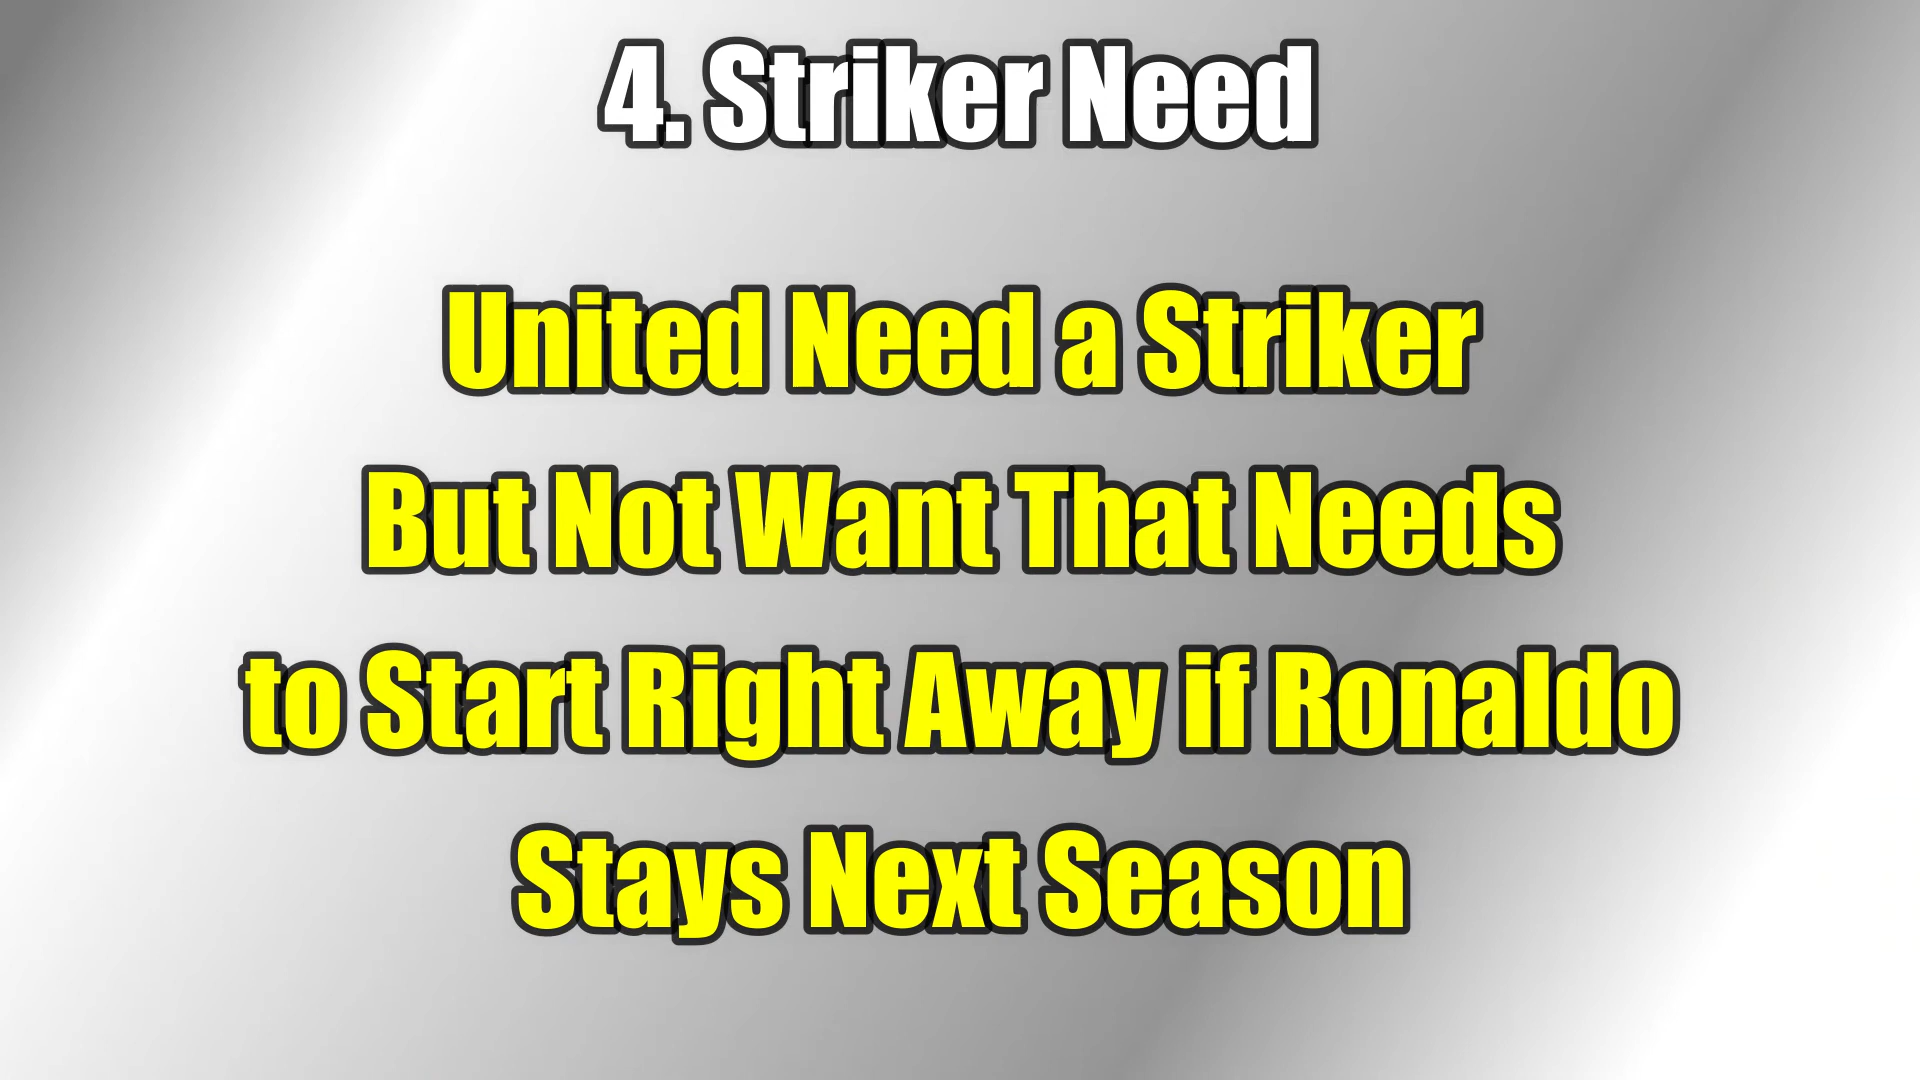 4. Striker Need
United Need a Striker
But Not Want That Needs
to Start Right Away if Ronaldo
Stays Next Season